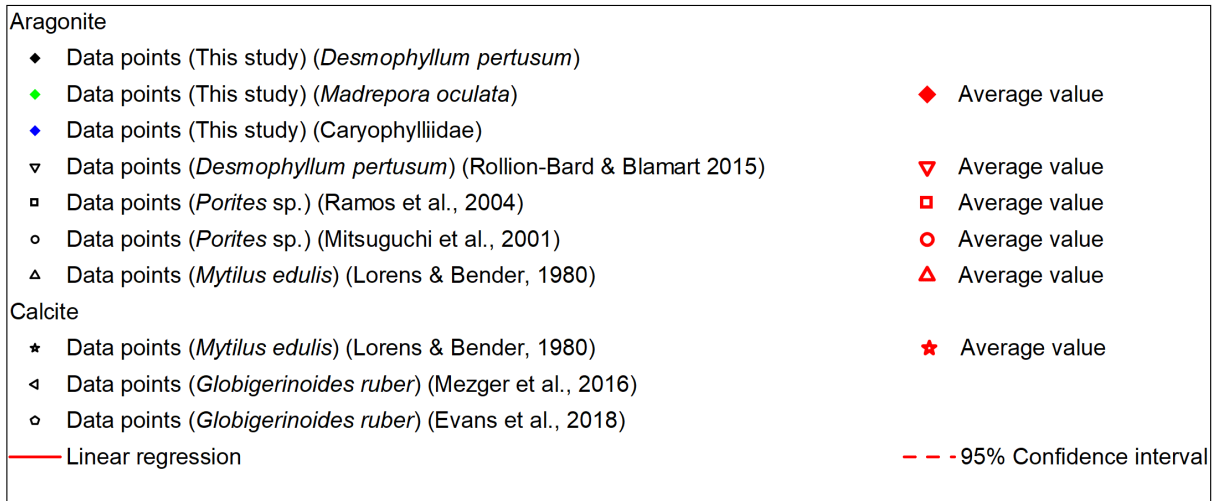 Aragonite
Data points (This study) (Desmophyllum pertusum)
Data points (This study) (Madrepora oculata) Average value
Data points (This study) (Caryophylliidae)
Data points (Desmophyllum pertusum) (Rollion-Bard & Blamart 2015) Average value
Data points (Porites sp.) (Ramos et al., 2004) Average value
Data points (Porites sp.) (Mitsuguchi et al., 2001) Average value
Data points (Mytilus edulis) (Lorens & Bender, 1980) Average value
Calcite
Data points (Mytilus edulis) (Lorens & Bender, 1980) Average value
Data points (Globigerinoides ruber) (Mezger et al., 2016)
Data points (Globigerinoides ruber) (Evans et al., 2018)
Linear regression 95% Confidence interval